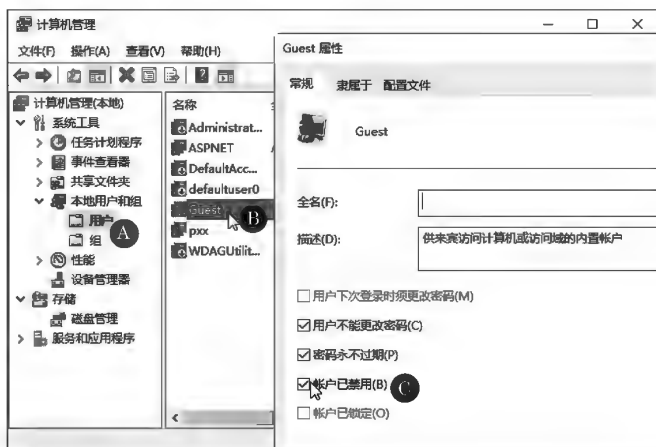 计算机管理
文件(F) 操作(A) 查看(V) 帮助(H)
计算机管理(本地)
系统工具
任务计划程序
事件查看器
共享文件夹
本地用户和组
用户
A
组
性能
设备管理器
存储
磁盘管理
服务和应用程序
名称
Administrat...
ASPNET
DefaultAcc...
defaultuser0
Guest
B
pxx
WDAGUtilit...
Guest 属性
常规 隶属于 配置文件
Guest
全名(F):
描述(D): 供来宾访问计算机或访问域的内置帐户
用户下次登录时须更改密码(M)
用户不能更改密码(C)
密码永不过期(P)
帐户已禁用(B)
C
帐户已锁定(O)